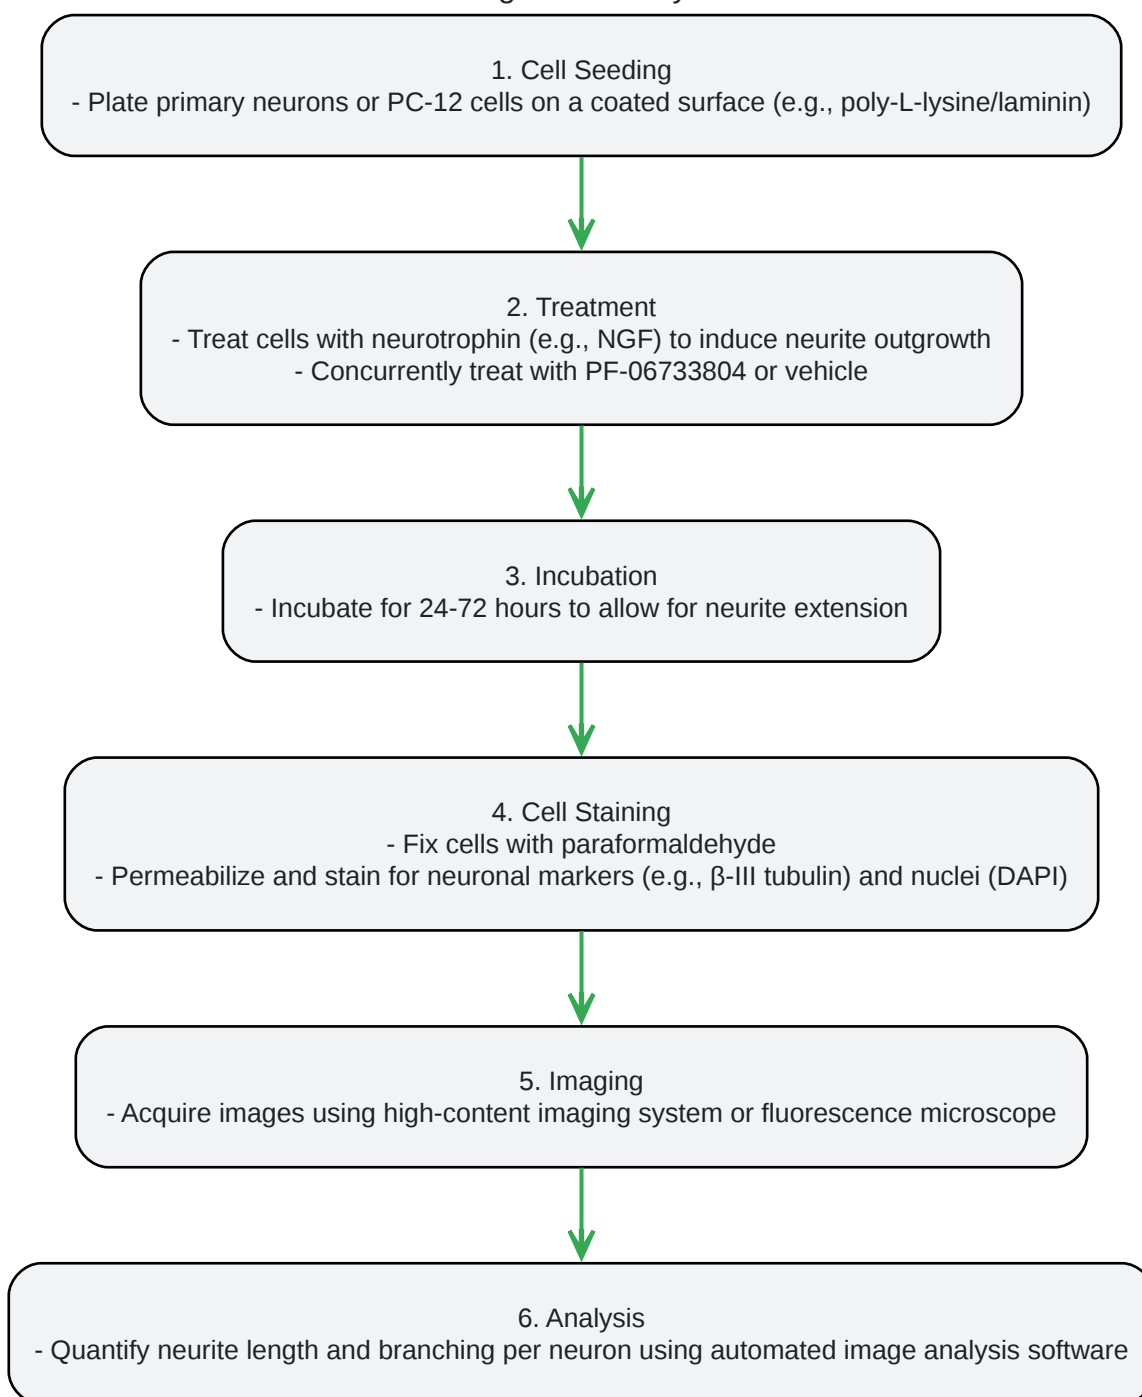 1. Cell Seeding
- Plate primary neurons or PC-12 cells on a coated surface (e.g., poly-L-lysine/laminin)
2. Treatment
- Treat cells with neurotrophin (e.g., NGF) to induce neurite outgrowth
- Concurrently treat with PF-06733804 or vehicle
3. Incubation
- Incubate for 24-72 hours to allow for neurite extension
4. Cell Staining
- Fix cells with paraformaldehyde
- Permeabilize and stain for neuronal markers (e.g., β-III tubulin) and nuclei (DAPI)
5. Imaging
- Acquire images using high-content imaging system or fluorescence microscope
6. Analysis
- Quantify neurite length and branching per neuron using automated image analysis software